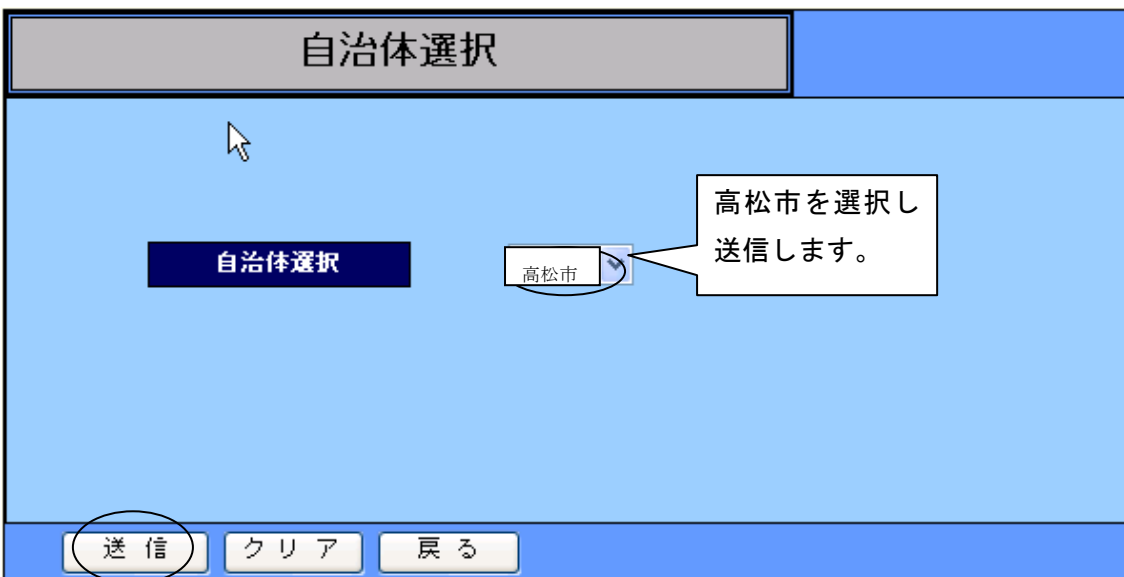 自治体選択
高松市を選択し
送信します。
自治体選択
高松市
送 信
ク リ ア
戻 る